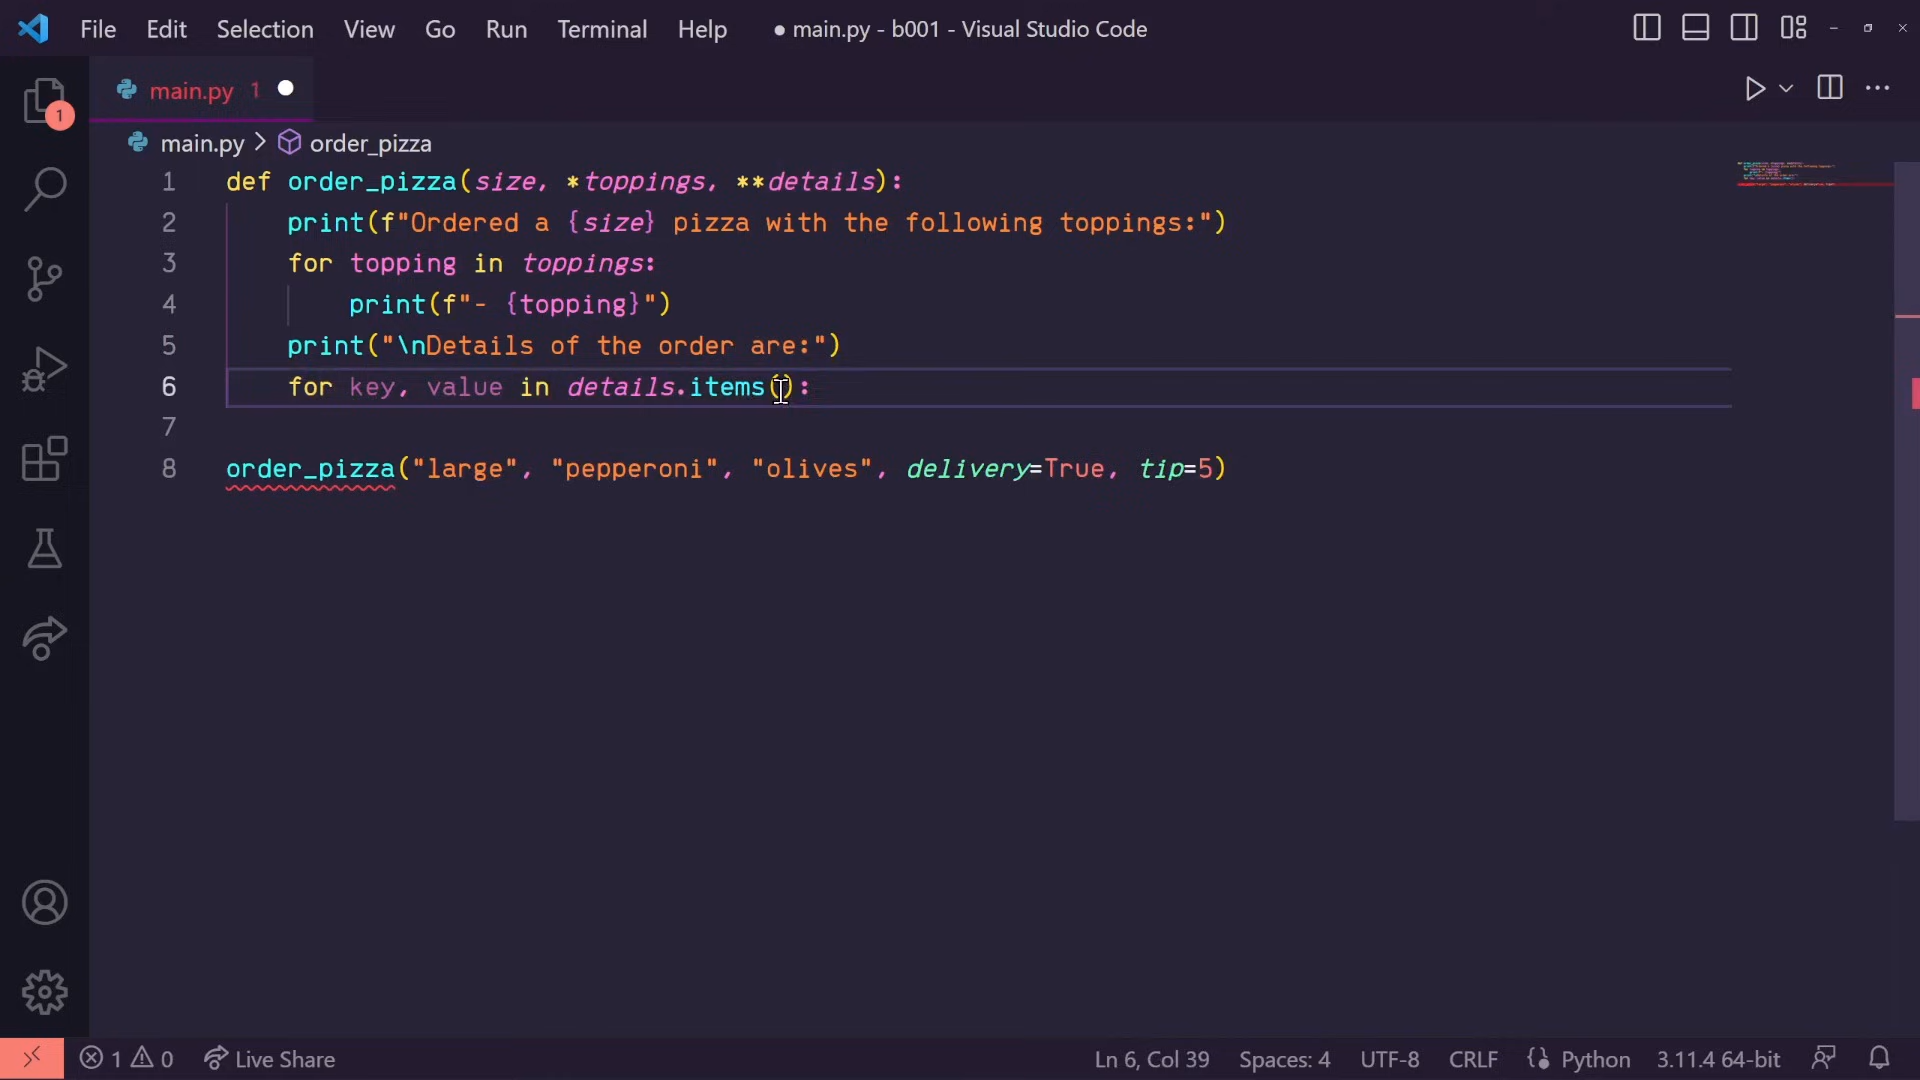 File Edit Selection View Go Run Terminal Help ● main.py - b001 - Visual Studio Code
main.py 1
main.py > order_pizza
1 def order_pizza(size, *toppings, **details):
2 print(f"Ordered a {size} pizza with the following toppings:")
3 for topping in toppings:
4 print(f"- {topping}")
5 print("\nDetails of the order are:")
6 for key, value in details.items():
7
8 order_pizza("large", "pepperoni", "olives", delivery=True, tip=5)
1
1 0 Live Share Ln 6, Col 39 Spaces: 4 UTF-8 CRLF Python 3.11.4 64-bit